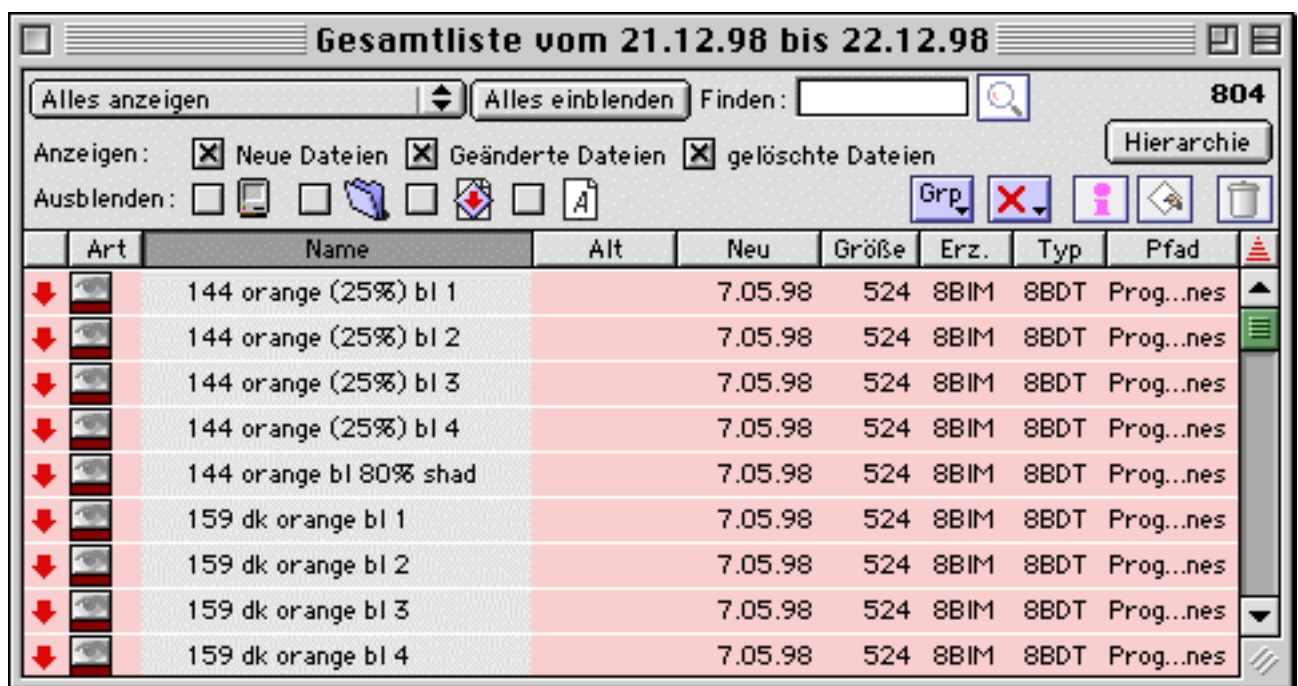 Gesamtliste vom 21.12.98 bis 22.12.98
Alles anzeigen Alles einblenden Finden: 804
Anzeigen: Neue Dateien Geänderte Dateien gelöschte Dateien Hierarchie
Ausblenden: A Grp
Art Name Alt Neu Größe Erz. Typ Pfad
144 orange (25%) bl 1 7.05.98 524 8BIM 8BDT Prog...nes
144 orange (25%) bl 2 7.05.98 524 8BIM 8BDT Prog...nes
144 orange (25%) bl 3 7.05.98 524 8BIM 8BDT Prog...nes
144 orange (25%) bl 4 7.05.98 524 8BIM 8BDT Prog...nes
144 orange bl 80% shad 7.05.98 524 8BIM 8BDT Prog...nes
159 dk orange bl 1 7.05.98 524 8BIM 8BDT Prog...nes
159 dk orange bl 2 7.05.98 524 8BIM 8BDT Prog...nes
159 dk orange bl 3 7.05.98 524 8BIM 8BDT Prog...nes
159 dk orange bl 4 7.05.98 524 8BIM 8BDT Prog...nes